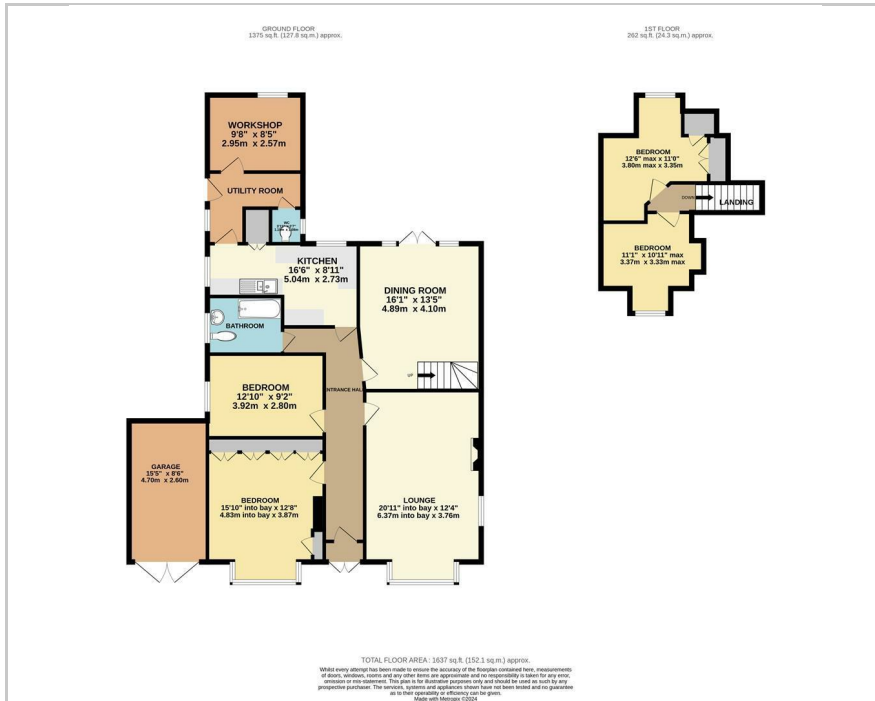 GROUND FLOOR
1375 sq.ft. (127.8 sq.m.) approx.
1ST FLOOR
262 sq.ft. (24.3 sq.m.) approx.
WORKSHOP
9'8" x 8'5"
2.95m x 2.57m
UTILITY ROOM
WC
KITCHEN
16'6" x 8'11"
5.04m x 2.73m
DINING ROOM
16'1" x 13'5"
4.89m x 4.10m
UP
BATHROOM
BEDROOM
12'10" x 9'2"
3.92m x 2.80m
ENTRANCE HALL
GARAGE
15'5" x 8'6"
4.70m x 2.60m
BEDROOM
15'10" into bay x 12'8"
4.83m into bay x 3.87m
LOUNGE
20'11" into bay x 12'4"
6.37m into bay x 3.76m
BEDROOM
12'6" max x 11'0"
3.80m max x 3.35m
DOWN
LANDING
BEDROOM
11'1" x 10'11" max
3.37m x 3.33m max
TOTAL FLOOR AREA : 1637 sq.ft. (152.1 sq.m.) approx.
Whilst every attempt has been made to ensure the accuracy of the floorplan contained here, measurements
of doors, windows, rooms and any other items are approximate and no responsibility is taken for any error,
omission or mis-statement. This plan is for illustrative purposes only and should be used as such by any
prospective purchaser. The services, systems and appliances shown have not been tested and no guarantee
as to their operability or efficiency can be given.
Made with Metropix ©2024